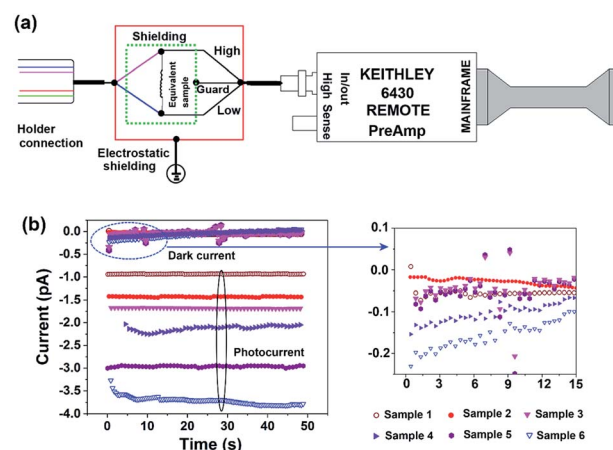 (a)
Shielding
High
Equivalent
sample
Guard
Low
Holder
connection
Electrostatic
shielding
In/out
High Sense
KEITHLEY
6430
REMOTE
PreAmp
MAINFRAME
(b)
Current (pA)
0.0
-0.5
-1.0
-1.5
-2.0
-2.5
-3.0
-3.5
-4.0
Dark current
Photocurrent
0 10 20 30 40 50
Time (s)
0.0
-0.1
-0.2
0 3 6 9 12 15
Sample 1 Sample 2 Sample 3
Sample 4 Sample 5 Sample 6